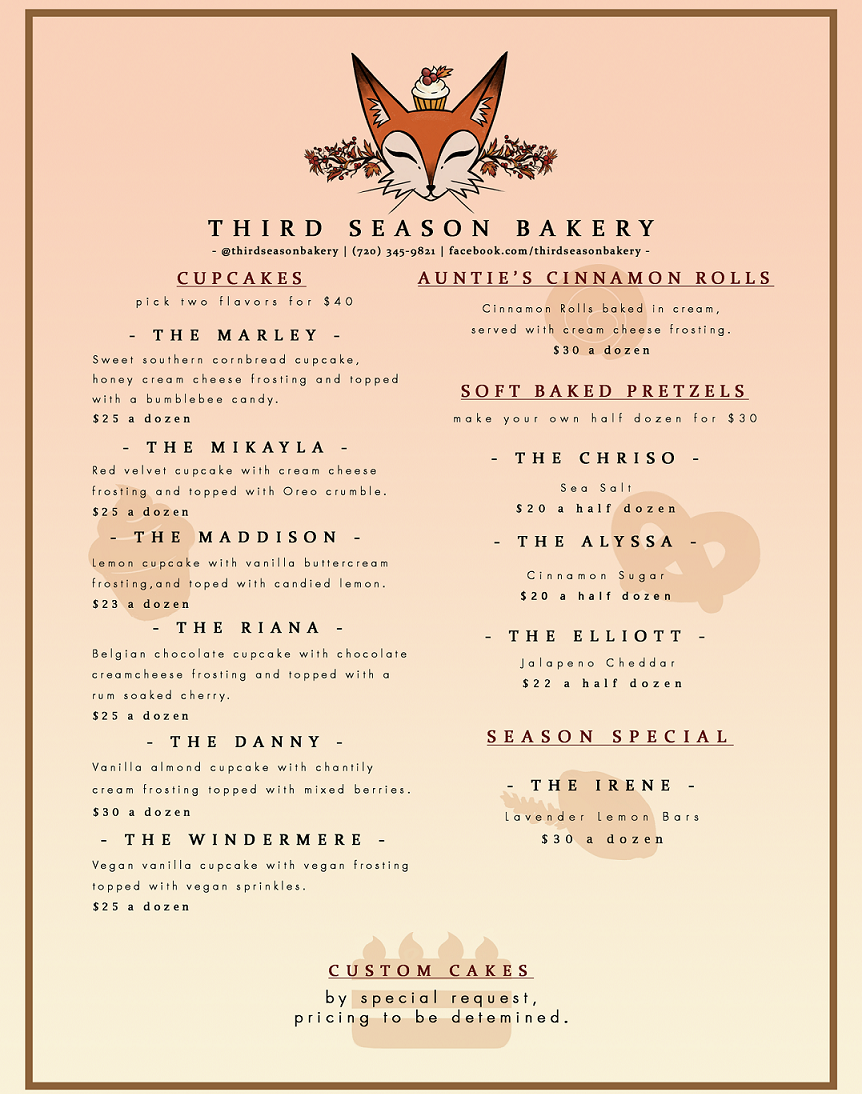 THIRD SEASON BAKERY
- @thirdseasonbakery | (720) 345-9821 | facebook.com/thirdseasonbakery -
CUPCAKES
pick two flavors for $40
- THE MARLEY -
Sweet southern cornbread cupcake,
honey cream cheese frosting and topped
with a bumblebee candy.
$25 a dozen
- THE MIKAYLA -
Red velvet cupcake with cream cheese
frosting and topped with Oreo crumble.
$25 a dozen
- THE MADDISON -
Lemon cupcake with vanilla buttercream
frosting,and toped with candied lemon.
$23 a dozen
- THE RIANA -
Belgian chocolate cupcake with chocolate
creamcheese frosting and topped with a
rum soaked cherry.
$25 a dozen
- THE DANNY -
Vanilla almond cupcake with chantily
cream frosting topped with mixed berries.
$30 a dozen
- THE WINDERMERE -
Vegan vanilla cupcake with vegan frosting
topped with vegan sprinkles.
$25 a dozen
AUNTIE'S CINNAMON ROLLS
Cinnamon Rolls baked in cream,
served with cream cheese frosting.
$30 a dozen
SOFT BAKED PRETZELS
make your own half dozen for $30
- THE CHRISO -
Sea Salt
$20 a half dozen
- THE ALYSSA -
Cinnamon Sugar
$20 a half dozen
- THE ELLIOTT -
Jalapeno Cheddar
$22 a half dozen
SEASON SPECIAL
- THE IRENE -
Lavender Lemon Bars
$30 a dozen
CUSTOM CAKES
by special request,
pricing to be detemined.